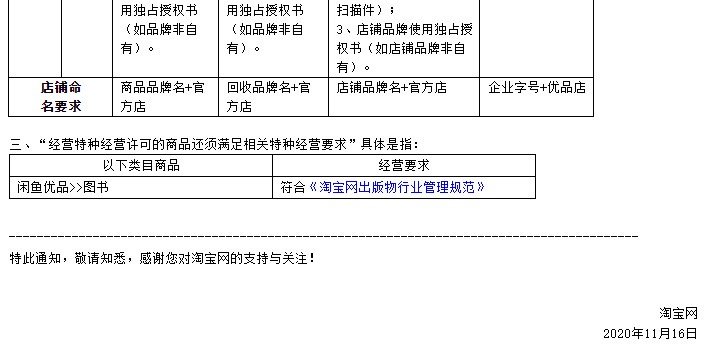 用独占授权书
（如品牌非自
有）。
用独占授权书
（如品牌非自
有）。
扫描件）；
3、店铺品牌使用独占授
权书（如店铺品牌非自
有）。
店铺命
名要求
商品品牌名+官
方店
回收品牌名+官
方店
店铺品牌名+官方店
企业字号+优品店
三、“经营特种经营许可的商品还须满足相关特种经营要求”具体是指：
以下类目商品
经营要求
闲鱼优品>>图书
符合《淘宝网出版物行业管理规范》
特此通知，敬请知悉，感谢您对淘宝网的支持与关注！
淘宝网
2020年11月16日